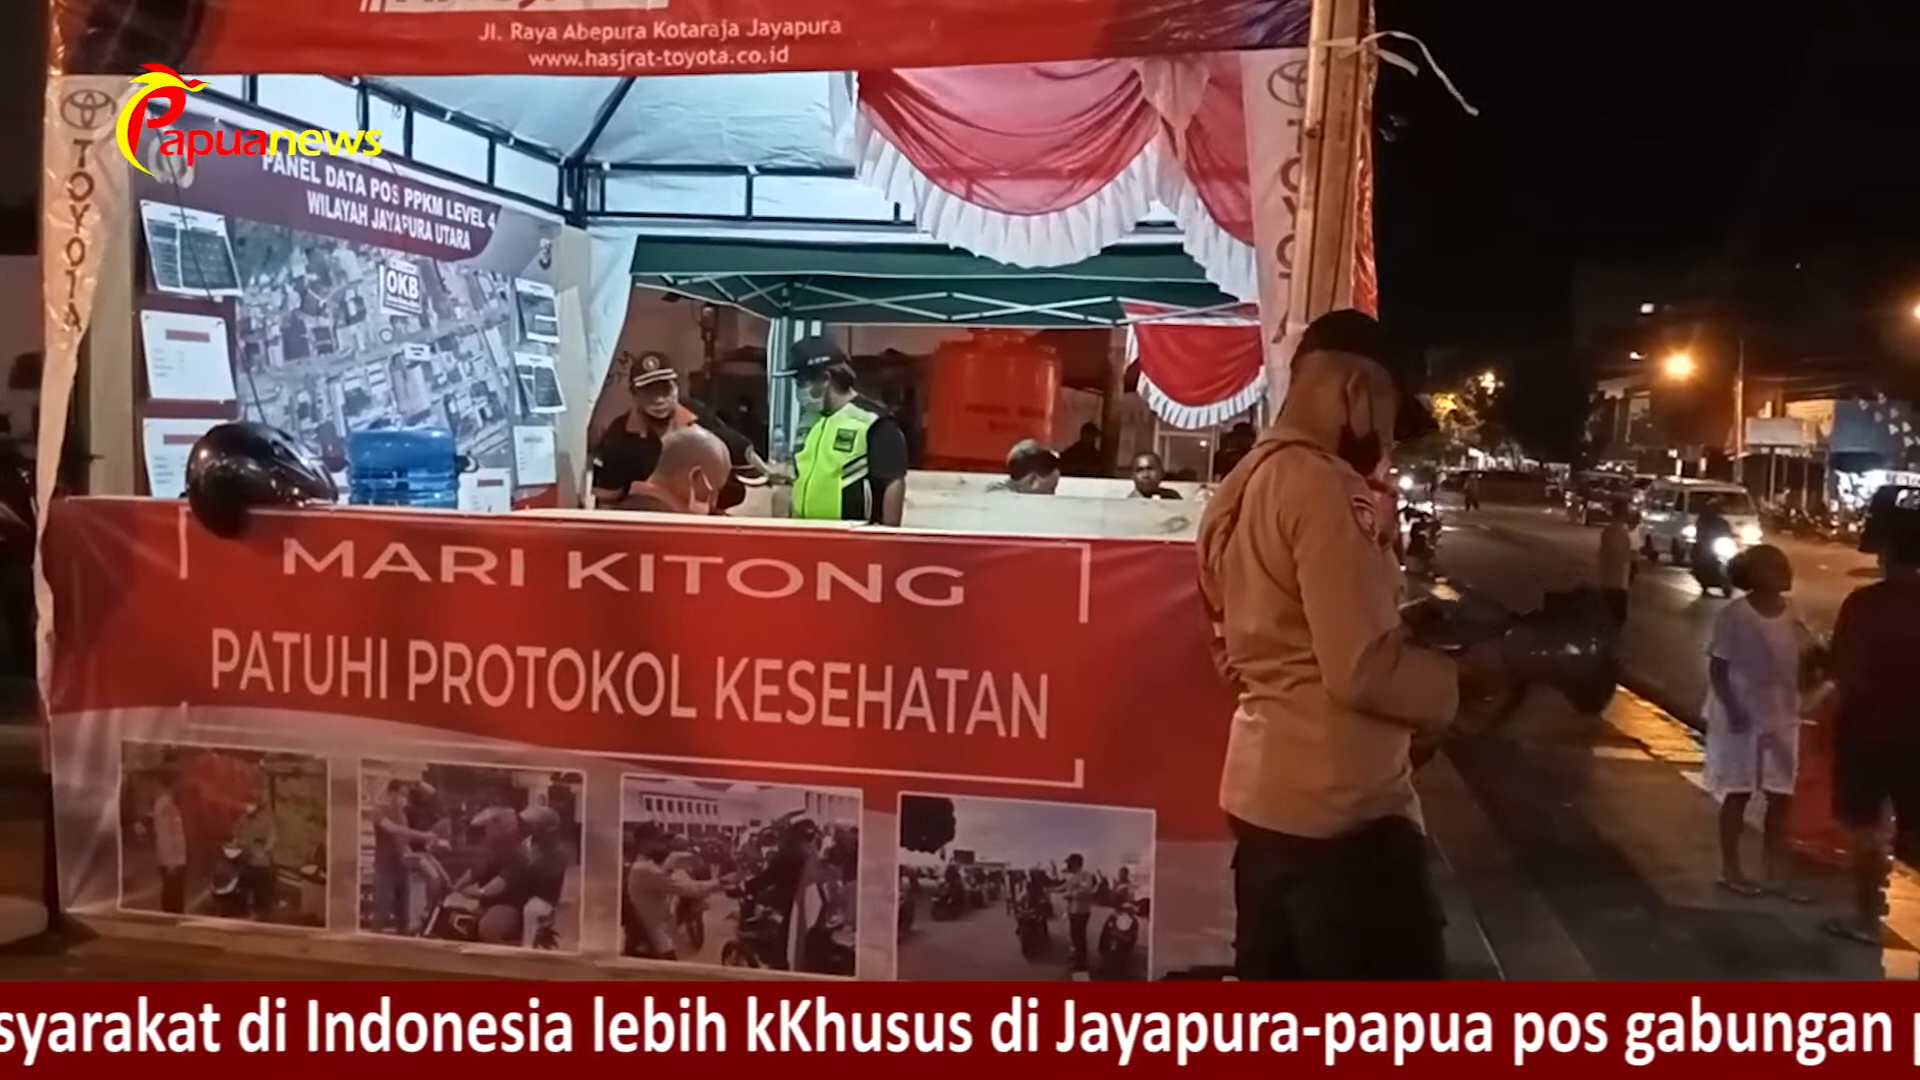 Jl. Raya Abepura Kotaraja Jayapura
www.hasjrat-toyota.co.id
Papuanews
TOYOTA
TOYOTA
PANEL DATA POS PPKM LEVEL 4
WILAYAH JAYAPURA UTARA
OKB
MARI KITONG
PATUHI PROTOKOL KESEHATAN
syarakat di Indonesia lebih kKhusus di Jayapura-papua pos gabungan